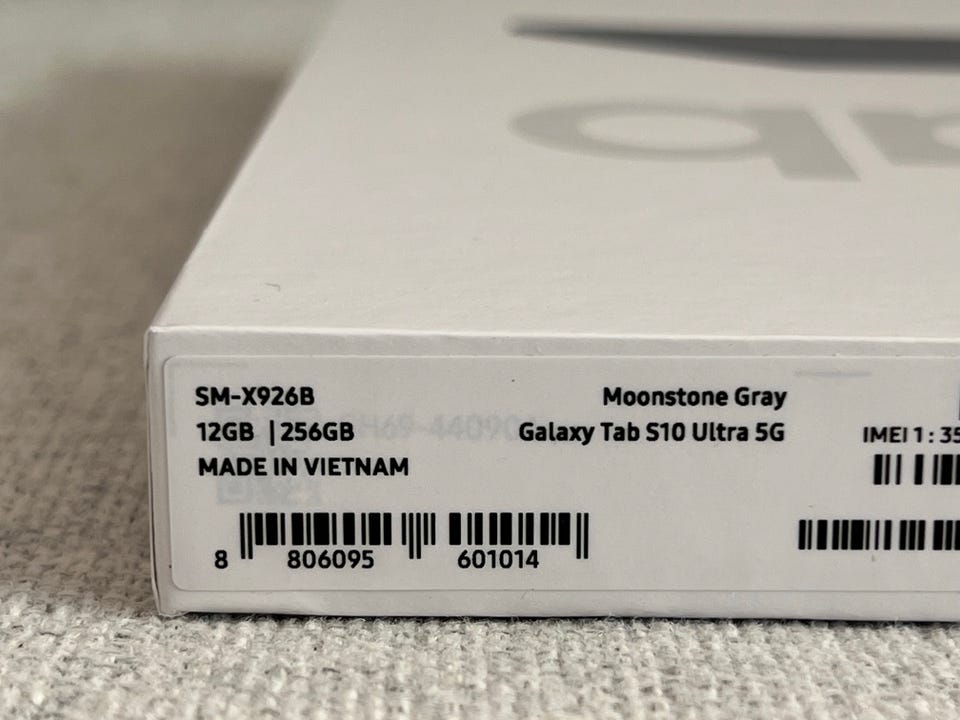 SM-X926B
Moonstone Gray
12GB | 256GB
Galaxy Tab S10 Ultra 5G
IMEI 1 : 35
MADE IN VIETNAM
8 806095 601014